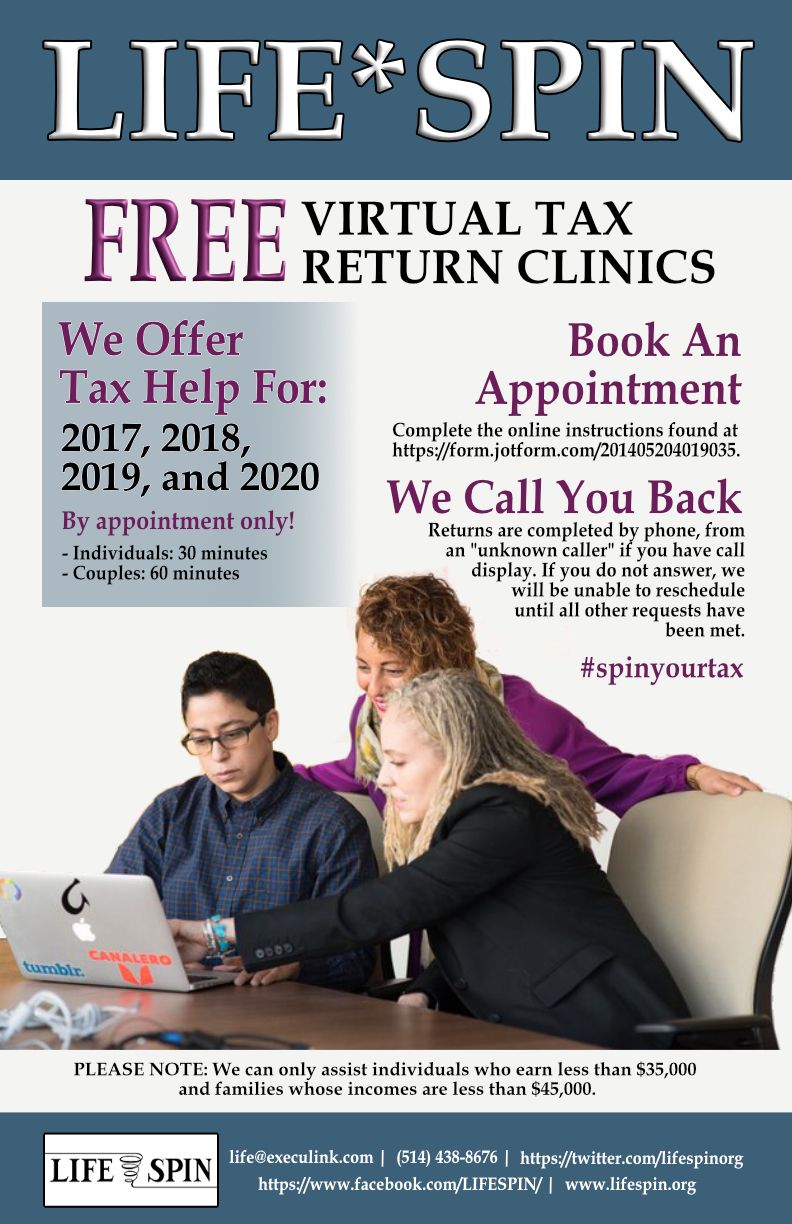 LIFE*SPIN
FREE VIRTUAL TAX
RETURN CLINICS
We Offer
Tax Help For:
2017, 2018,
2019, and 2020
By appointment only!
- Individuals: 30 minutes
- Couples: 60 minutes
Book An
Appointment
Complete the online instructions found at
https://form.jotform.com/201405204019035.
We Call You Back
Returns are completed by phone, from
an "unknown caller" if you have call
display. If you do not answer, we
will be unable to reschedule
until all other requests have
been met.
#spinyourtax
CANALERO
tumblr.
PLEASE NOTE: We can only assist individuals who earn less than $35,000
and families whose incomes are less than $45,000.
LIFE SPIN
life@execulink.com | (514) 438-8676 | https://twitter.com/lifespinorg
https://www.facebook.com/LIFESPIN/ | www.lifespin.org